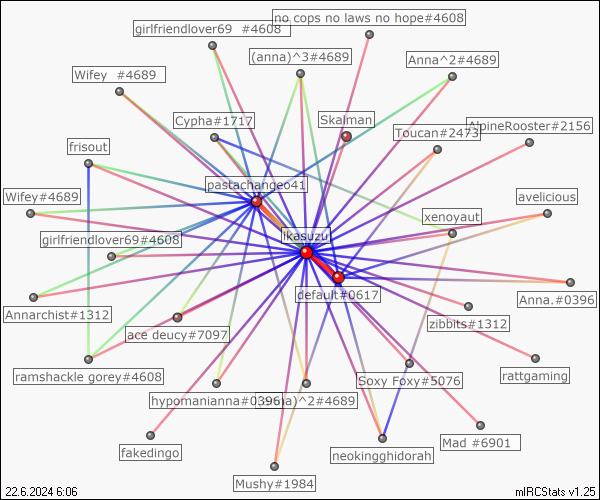 no cops no laws no hope#4608
girlfriendlover69 #4608
(anna)^3#4689
Anna^2#4689
Wifey #4689
Cypha#1717
Skalman
Toucan#2473
AlpineRooster#2156
frisout
pastachangeo41
Wifey#4689
avelicious
xenoyaut
girlfriendlover69#4608
likasuzu
default#0617
Anna.#0396
Annarchist#1312
zibbits#1312
ace deucy#7097
ramshackle gorey#4608
Soxy Foxy#5076
rattgaming
hypomanianna#0396
)^2#4689
fakedingo
Mad #6901
neokingghidorah
Mushy#1984
22.6.2024 6:06
mIRCStats v1.25